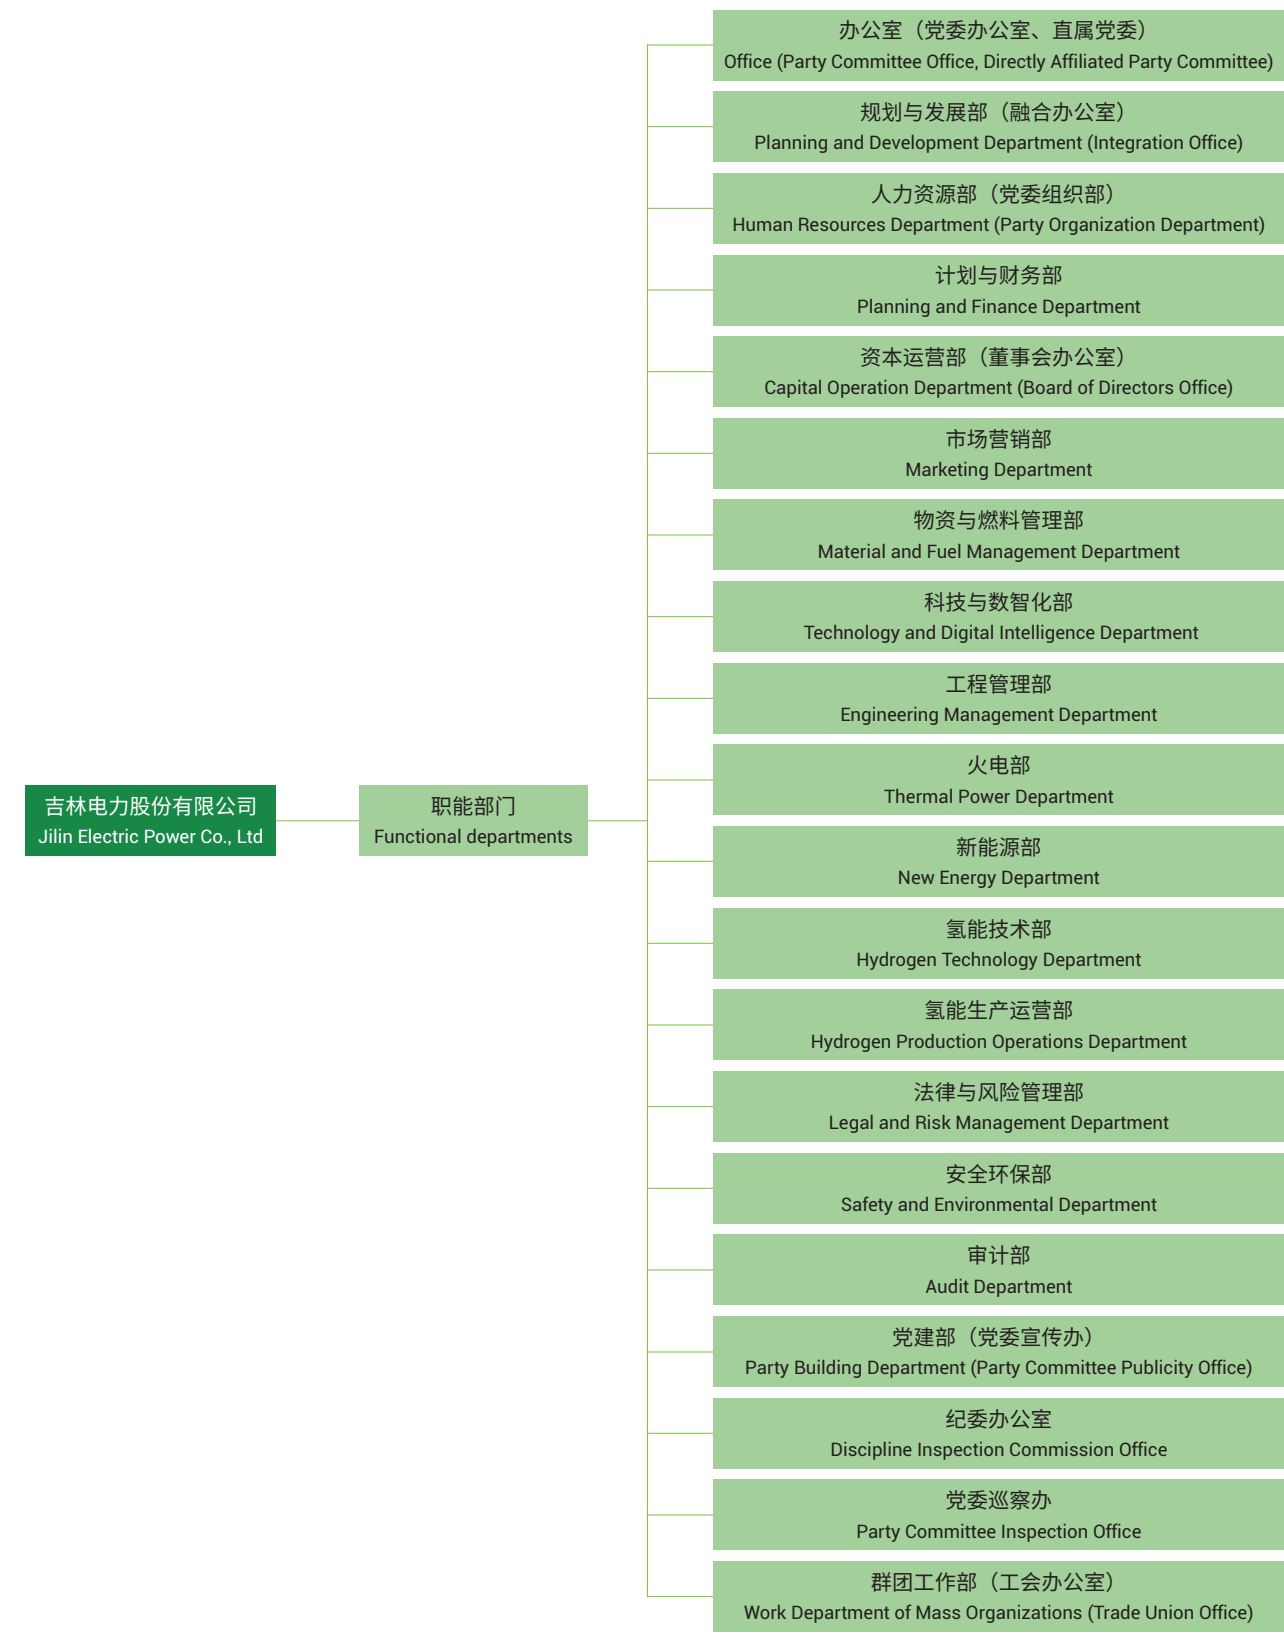 办公室（党委办公室、直属党委）
Office (Party Committee Office, Directly Affiliated Party Committee)
规划与发展部（融合办公室）
Planning and Development Department (Integration Office)
人力资源部（党委组织部）
Human Resources Department (Party Organization Department)
计划与财务部
Planning and Finance Department
资本运营部（董事会办公室）
Capital Operation Department (Board of Directors Office)
市场营销部
Marketing Department
物资与燃料管理部
Material and Fuel Management Department
科技与数智化部
Technology and Digital Intelligence Department
工程管理部
Engineering Management Department
火电部
Thermal Power Department
吉林电力股份有限公司
Jilin Electric Power Co., Ltd
职能部门
Functional departments
新能源部
New Energy Department
氢能技术部
Hydrogen Technology Department
氢能生产运营部
Hydrogen Production Operations Department
法律与风险管理部
Legal and Risk Management Department
安全环保部
Safety and Environmental Department
审计部
Audit Department
党建部（党委宣传办）
Party Building Department (Party Committee Publicity Office)
纪委办公室
Discipline Inspection Commission Office
党委巡察办
Party Committee Inspection Office
群团工作部（工会办公室）
Work Department of Mass Organizations (Trade Union Office)